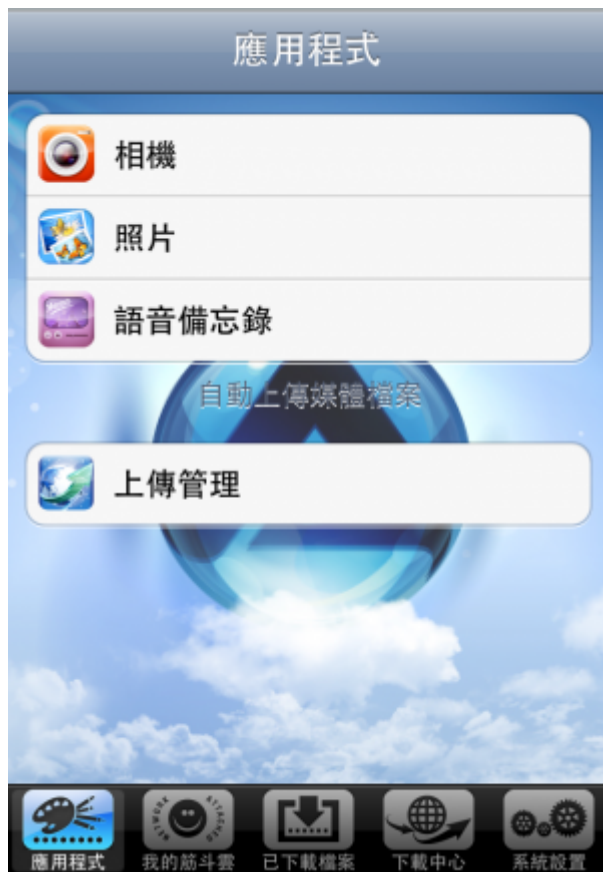 應用程式
相機
照片
語音備忘錄
自動上傳媒體檔案
上傳管理
NETWORK ATTACHED
應用程式
我的筋斗雲
已下載檔案
下載中心
系統設置